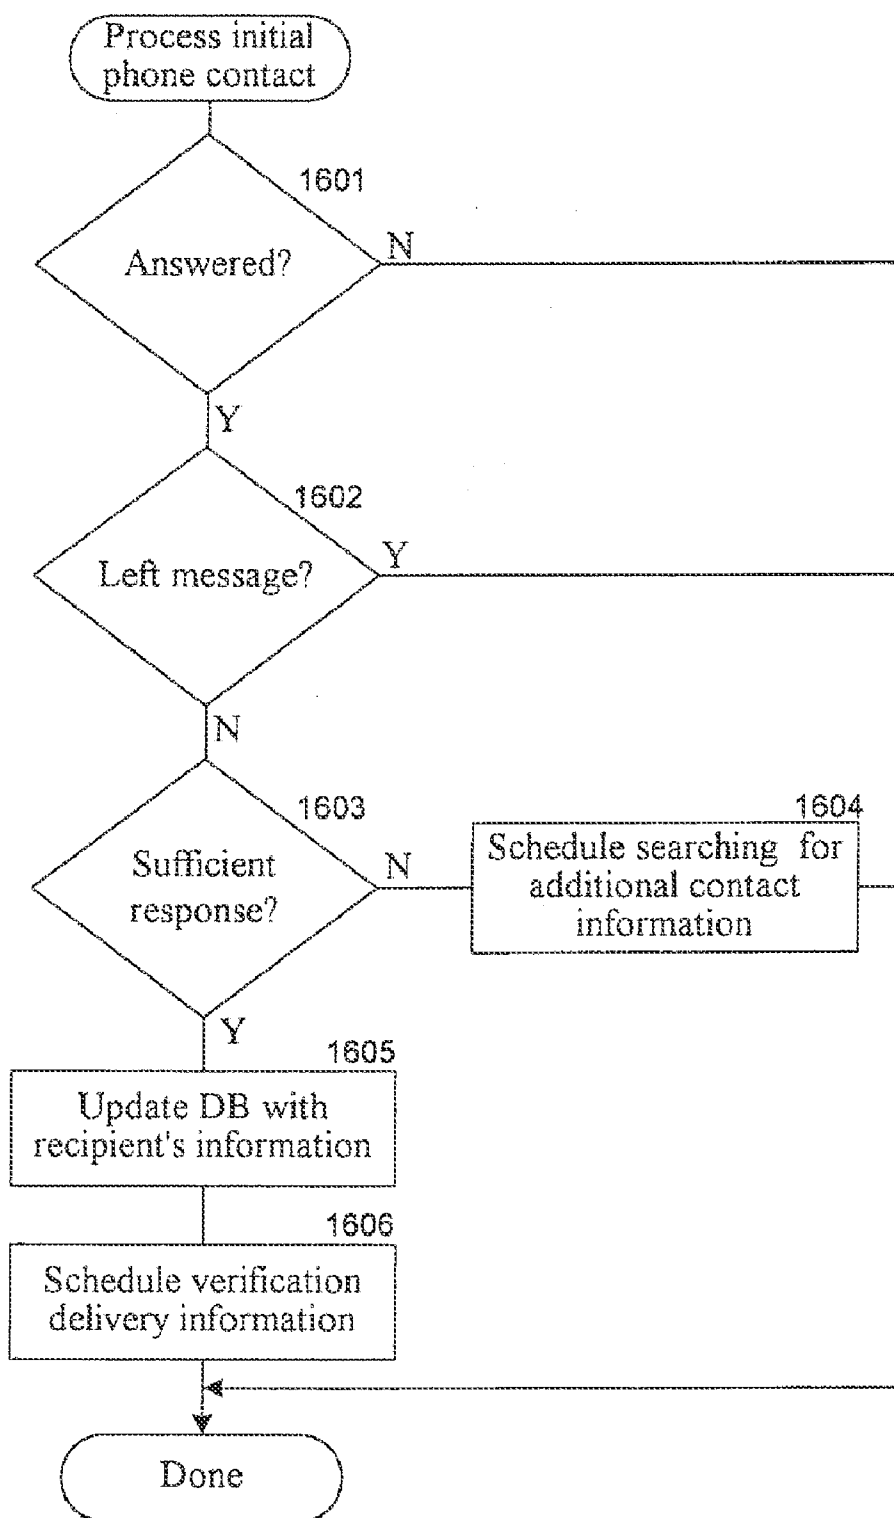 Process initial
phone contact
1601
Answered?
N
Y
1602
Left message?
Y
N
1603
Sufficient
response?
N
1604
Schedule searching for
additional contact
information
Y
1605
Update DB with
recipient's information
1606
Schedule verification
delivery information
Done